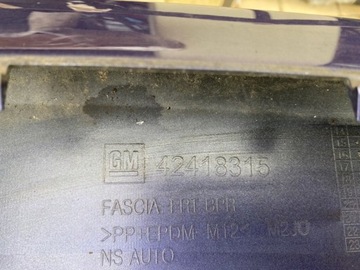 GM 42418315
FASCIA-FRT BPR
>PP+EPDM- M12<
NS AUTO